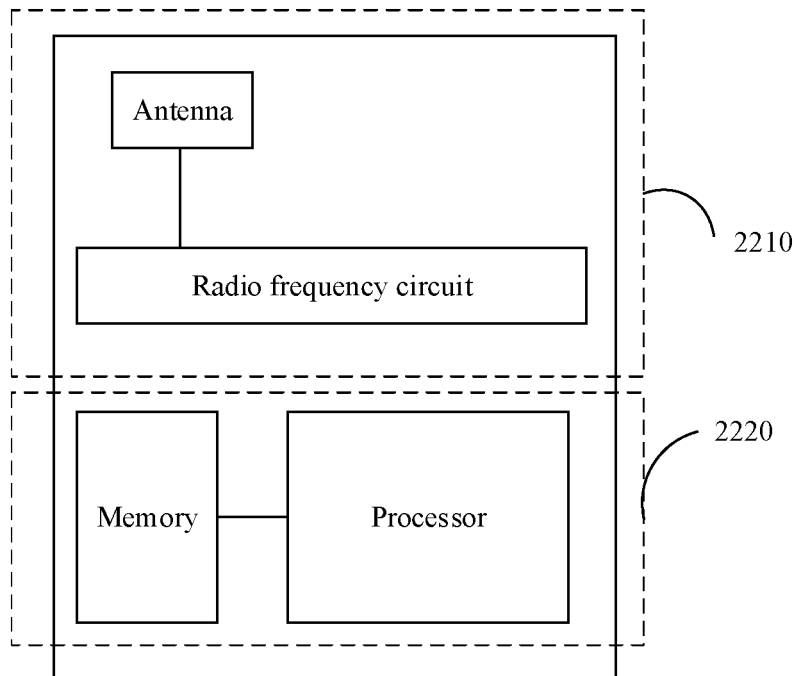 Antenna
2210
Radio frequency circuit
2220
Memory
Processor